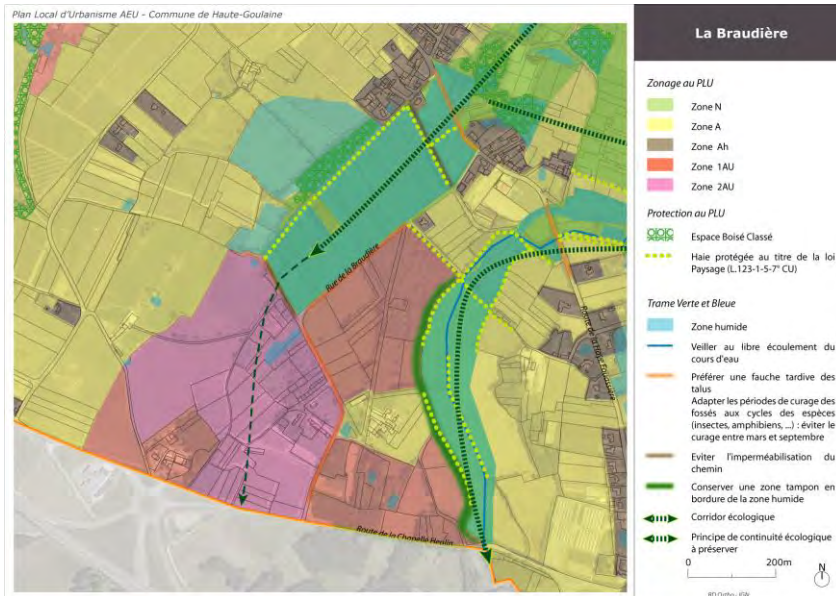 Plan Local d'Urbanisme AEU - Commune de Haute-Goulaine
La Braudière
Zonage au PLU
Zone N
Zone A
Zone Ah
Zone 1AU
Zone 2AU
Protection au PLU
Espace Boisé Classé
Haie protégée au titre de la loi
Paysage (L.123-1-5-7° CU)
Trame Verte et Bleue
Zone humide
Veiller au libre écoulement du
cours d'eau
Préférer une fauche tardive des
talus
Adapter les périodes de curage des
fossés aux cycles des espèces
(insectes, amphibiens, ...) : éviter le
curage entre mars et septembre
Eviter l'imperméabilisation du
chemin
Conserver une zone tampon en
bordure de la zone humide
Corridor écologique
Principe de continuité écologique
à préserver
0 200m
N
BD Ortho - IGN
Rue de la Braudière
Route de la Chapelle Heulin